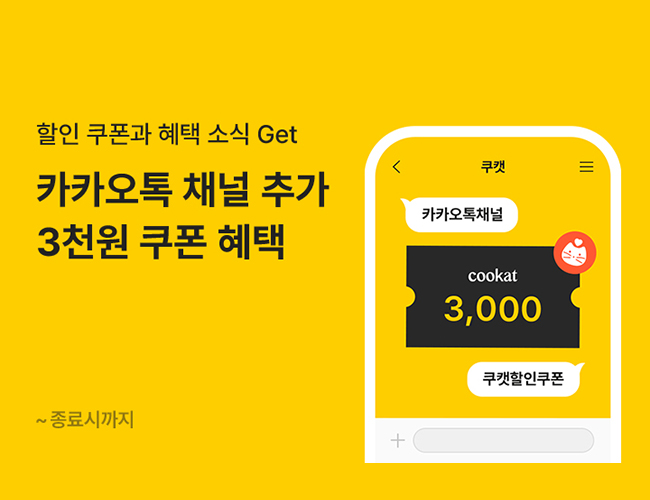 할인 쿠폰과 혜택 소식 Get
카카오톡 채널 추가
3천원 쿠폰 혜택
~ 종료시까지
쿠캣
카카오톡채널
cookat
3,000
쿠캣할인쿠폰